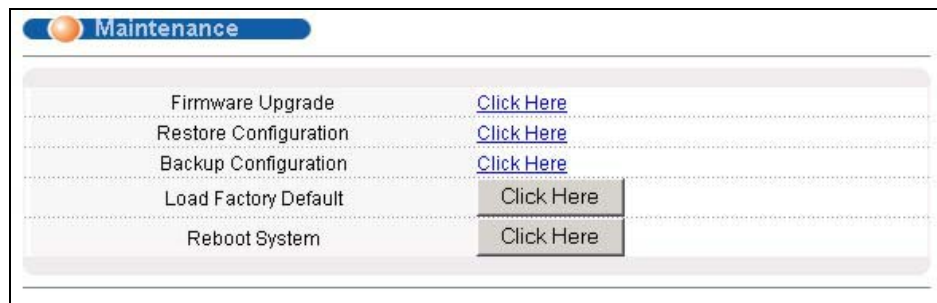 Maintenance
Firmware Upgrade Click Here
Restore Configuration Click Here
Backup Configuration Click Here
Load Factory Default Click Here
Reboot System Click Here